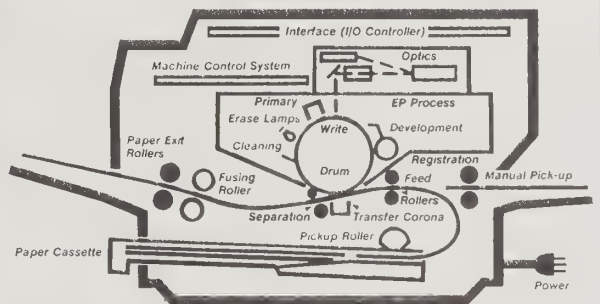 Interface (I/O Controller)
Optics
Machine Control System
Primary
EP Process
Erase Lamps
Write
Development
Paper Exit
Rollers
Cleaning
Registration
Fusing
Roller
Drum
Feed
Manual Pick-up
Rollers
Separation
Transfer Corona
Pickup Roller
Paper Cassette
Power